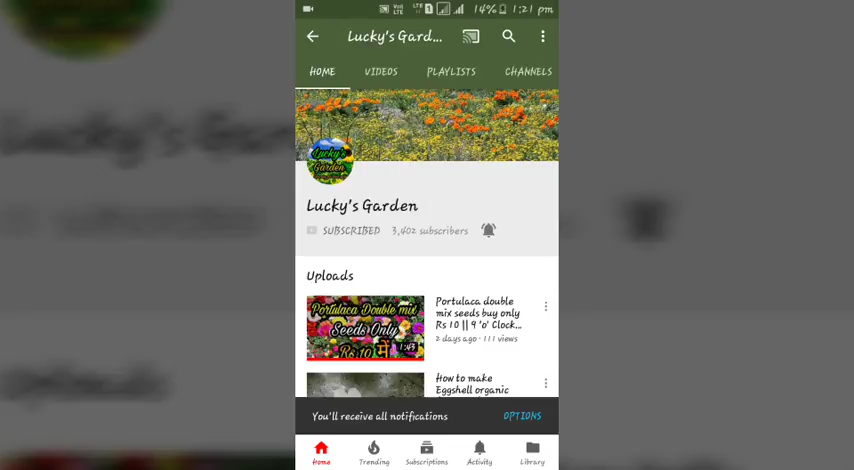 Volte LTE 14% 1:21 pm
Lucky's Gard...
HOME VIDEOS PLAYLISTS CHANNELS
Lucky's
Garden
Lucky's Garden
SUBSCRIBED 3,402 subscribers
Uploads
Portulaca Double mix
Seeds Only
Rs 10 में
1:43
Portulaca double
mix seeds buy only
Rs 10 || 9 'o' Clock...
2 days ago · 111 views
How to make
Eggshell organic
You'll receive all notifications OPTIONS
Home Trending Subscriptions Activity Library